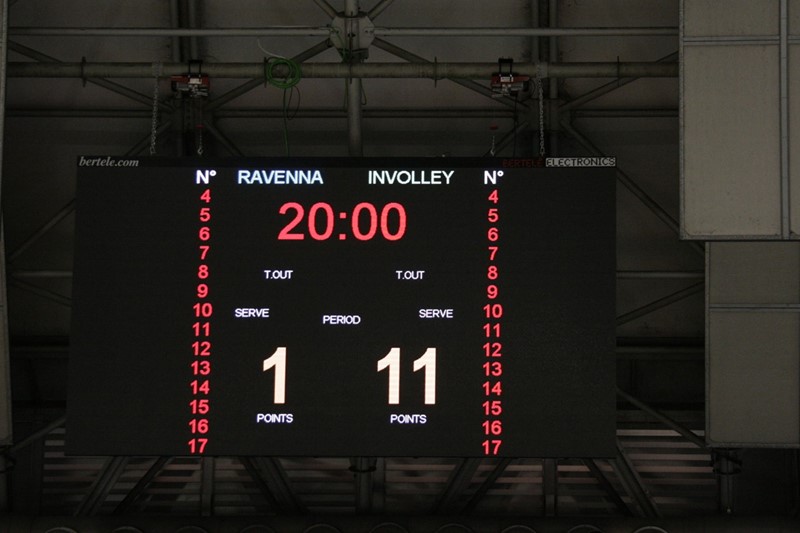 bertele.com
BERTELE ELECTRONICS
N° RAVENNA INVOLLEY N°
4 4
20:00
5 5
6 6
7 7
8 T.OUT T.OUT 8
9 9
10 SERVE SERVE 10
PERIOD
11 11
12 12
1 11
13 13
14 14
15 15
POINTS POINTS
16 16
17 17